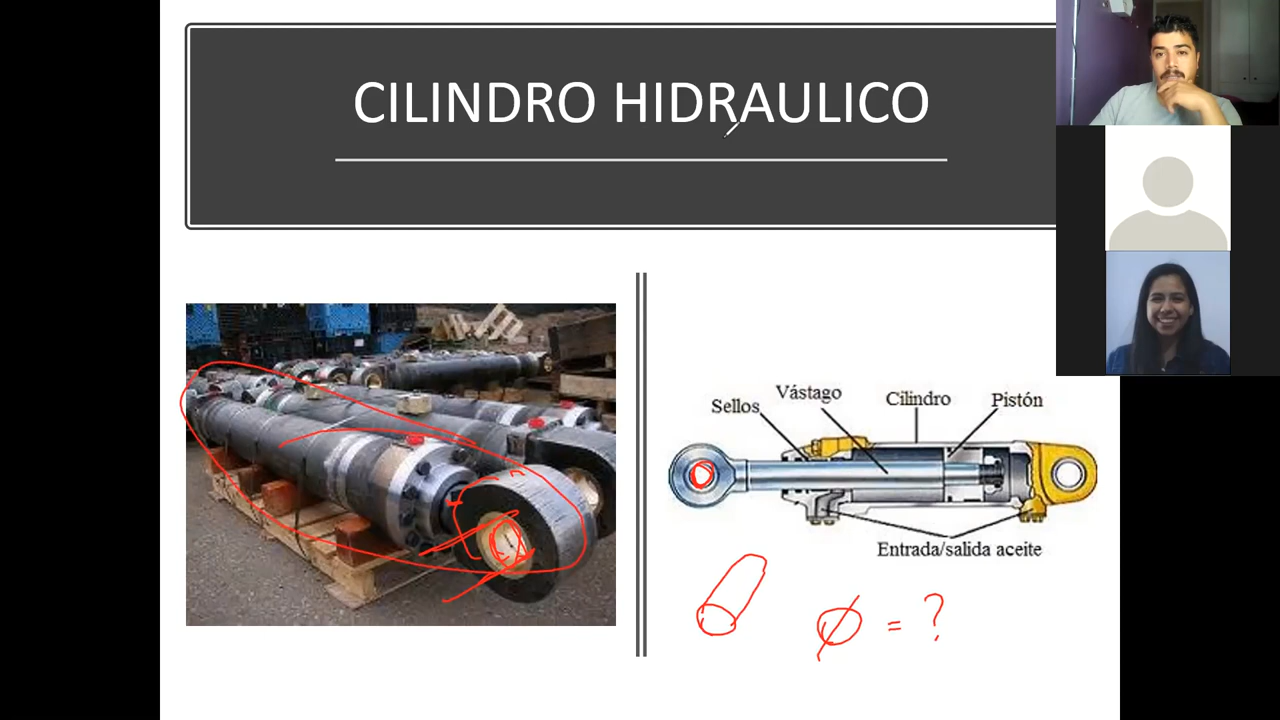 CILINDRO HIDRAULICO
Vástago
Sellos
Cilindro
Pistón
Entrada/salida aceite
Ø = ?